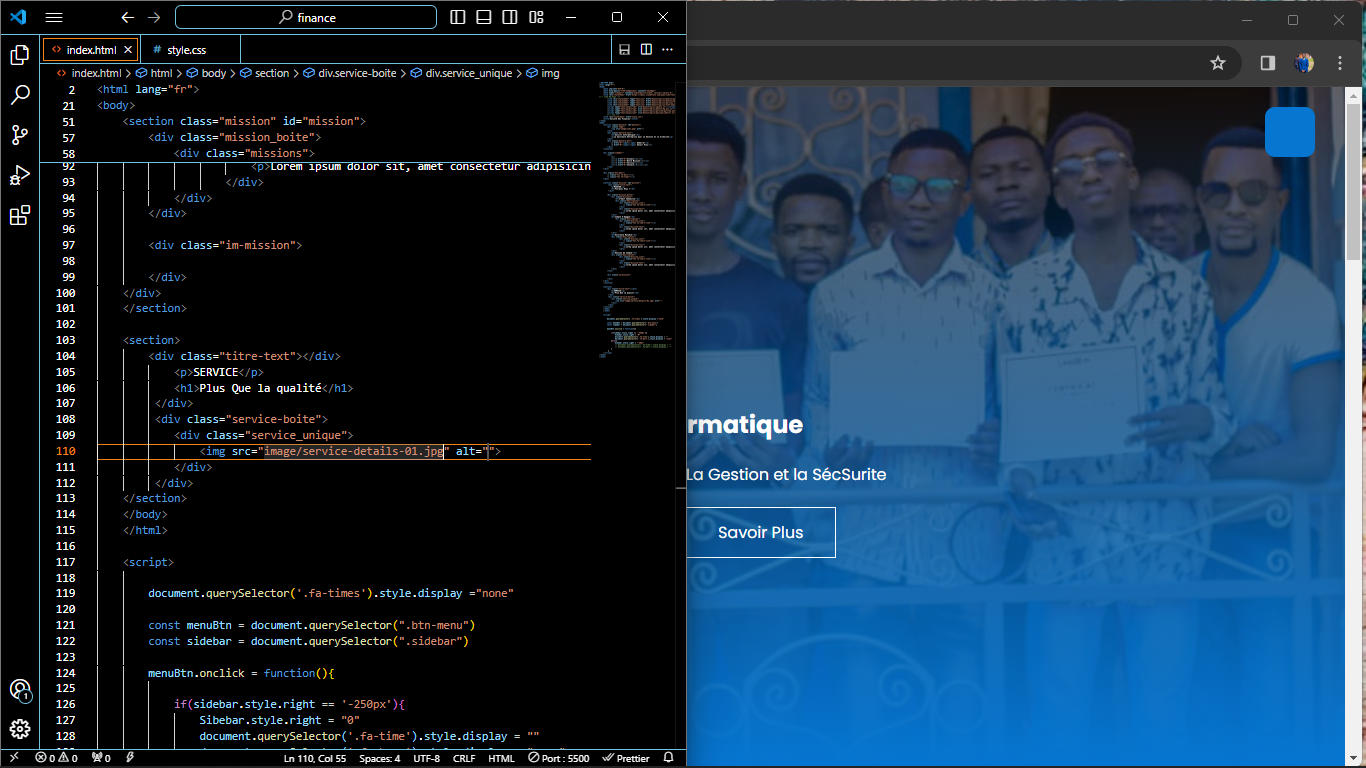 finance
index.html
style.css
index.html > html > body > section > div.service-boite > div.service_unique > img
2 <html lang="fr">
21 <body>
51 <section class="mission" id="mission">
57 <div class="mission_boite">
58 <div class="missions">
92 <p>Lorem ipsum dolor sit, amet consectetur adipisicin
93 </div>
94 </div>
95 </div>
96
97 <div class="im-mission">
98
99 </div>
100 </div>
101 </section>
102
103 <section>
104 <div class="titre-text"></div>
105 <p>SERVICE</p>
106 <h1>Plus Que la qualité</h1>
107 </div>
108 <div class="service-boite">
109 <div class="service_unique">
110 <img src="image/service-details-01.jpg" alt="">
111 </div>
112 </div>
113 </section>
114 </body>
115 </html>
116
117 <script>
118
119 document.querySelector('.fa-times').style.display ="none"
120
121 const menuBtn = document.querySelector(".btn-menu")
122 const sidebar = document.querySelector(".sidebar")
123
124 menuBtn.onclick = function(){
125
126 if(sidebar.style.right == '-250px'){
127 Sibebar.style.right = "0"
128 document.querySelector('.fa-time').style.display = ""
1
0 0 0 Ln 110, Col 55 Spaces: 4 UTF-8 CRLF HTML Port : 5500 Prettier
rmatique
La Gestion et la SécSurite
Savoir Plus